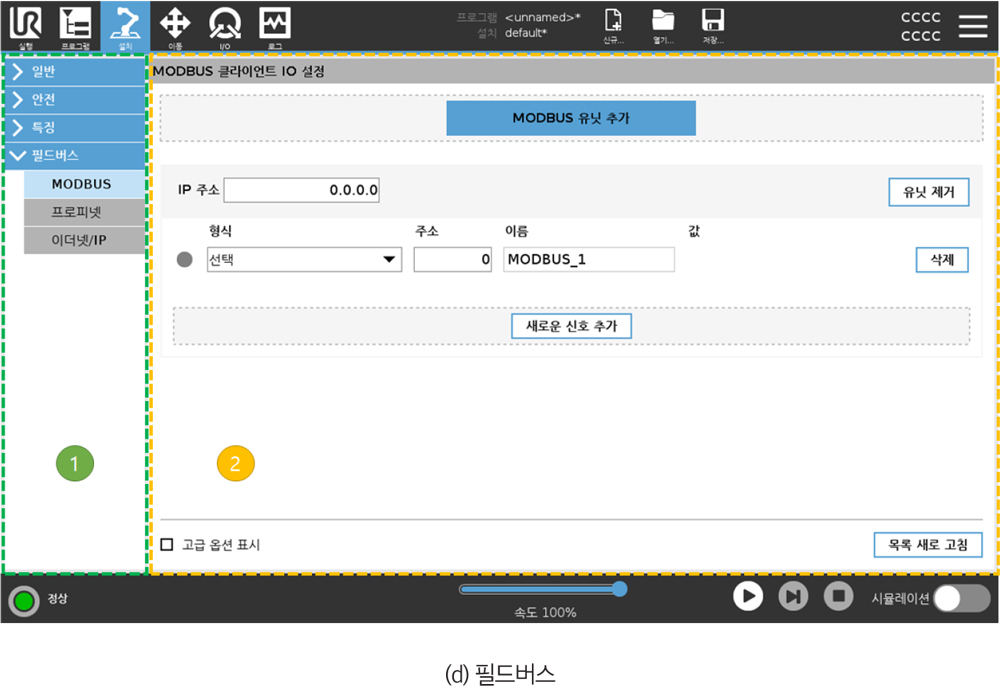 UR
실행
프로그램
설치
이동
I/O
로그
프로그램 <unnamed>*
설치 default*
신규...
열기...
저장...
CCCC
CCCC
일반
안전
특징
필드버스
MODBUS
프로피넷
이더넷/IP
1
MODBUS 클라이언트 IO 설정
MODBUS 유닛 추가
IP 주소 0.0.0.0 유닛 제거
형식 주소 이름 값
선택 0 MODBUS_1 삭제
새로운 신호 추가
2
고급 옵션 표시 목록 새로 고침
정상
속도 100%
시뮬레이션
(d) 필드버스